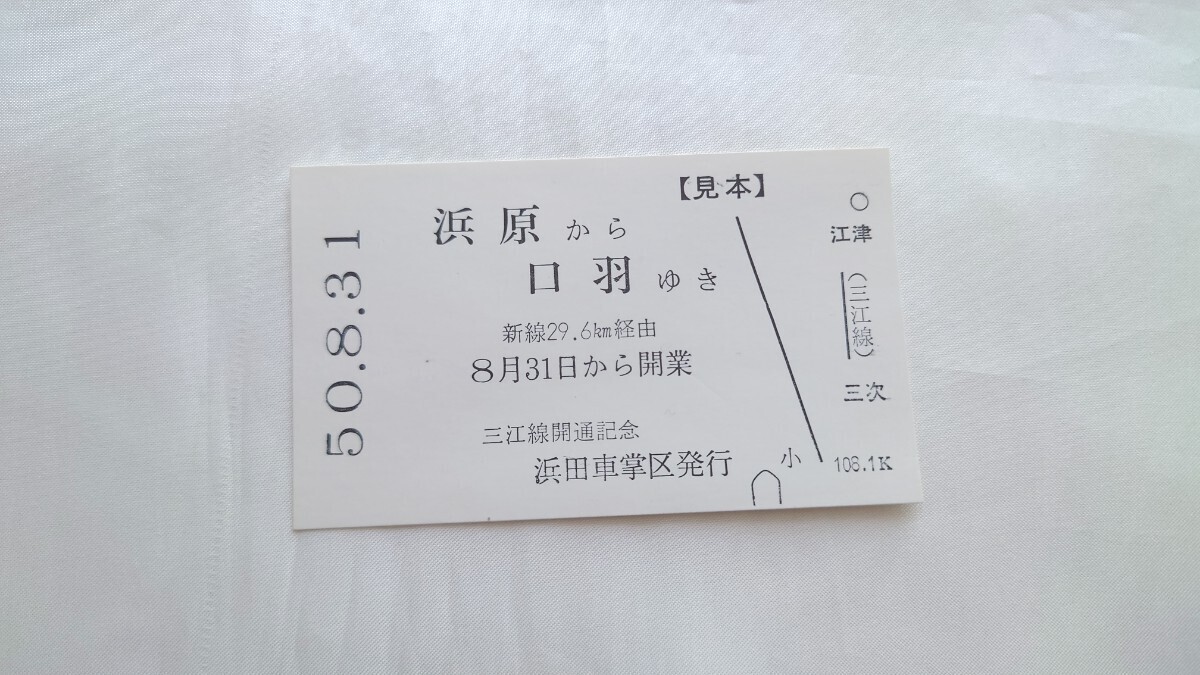 50.8.31
【見本】
浜原から
口羽ゆき
新線29.6km経由
8月31日から開業
三江線開通記念
浜田車掌区発行
小
江津
(三江線)
三次
108.1K